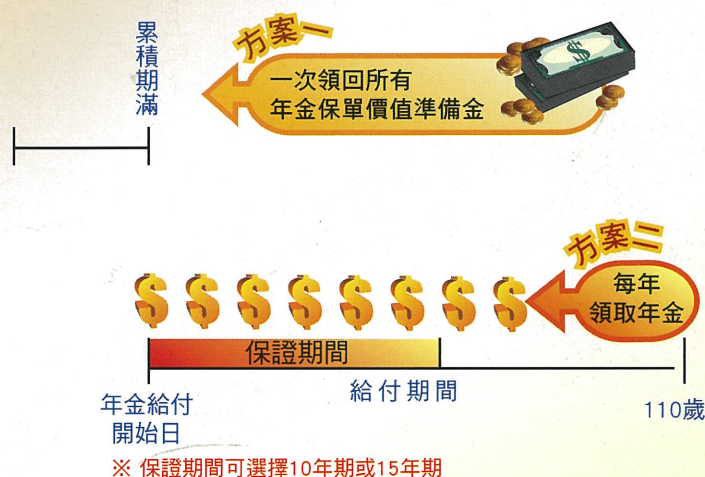 累積期滿
方案一
一次領回所有
年金保單價值準備金
方案二
每年
領取年金
保證期間
給付期間
年金給付
開始日
110歲
※ 保證期間可選擇10年期或15年期